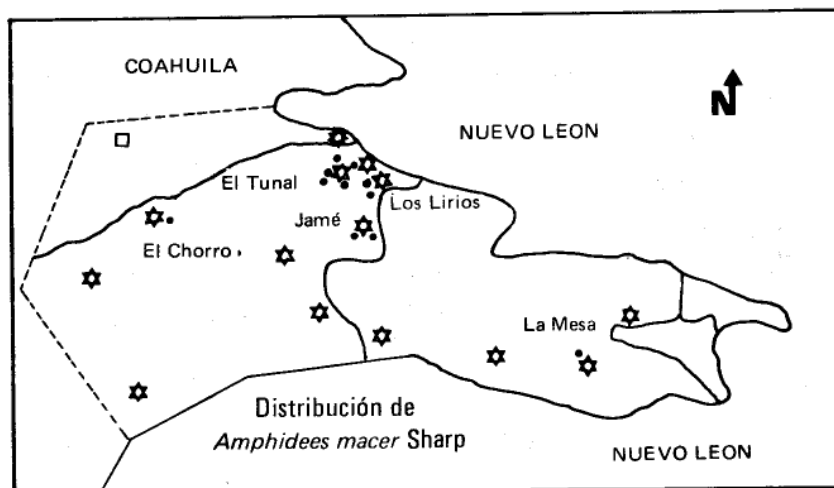 COAHUILA
N
NUEVO LEON
El Tunal
Los Lirios
Jamé
El Chorro
La Mesa
Distribución de
Amphidees macer Sharp
NUEVO LEON